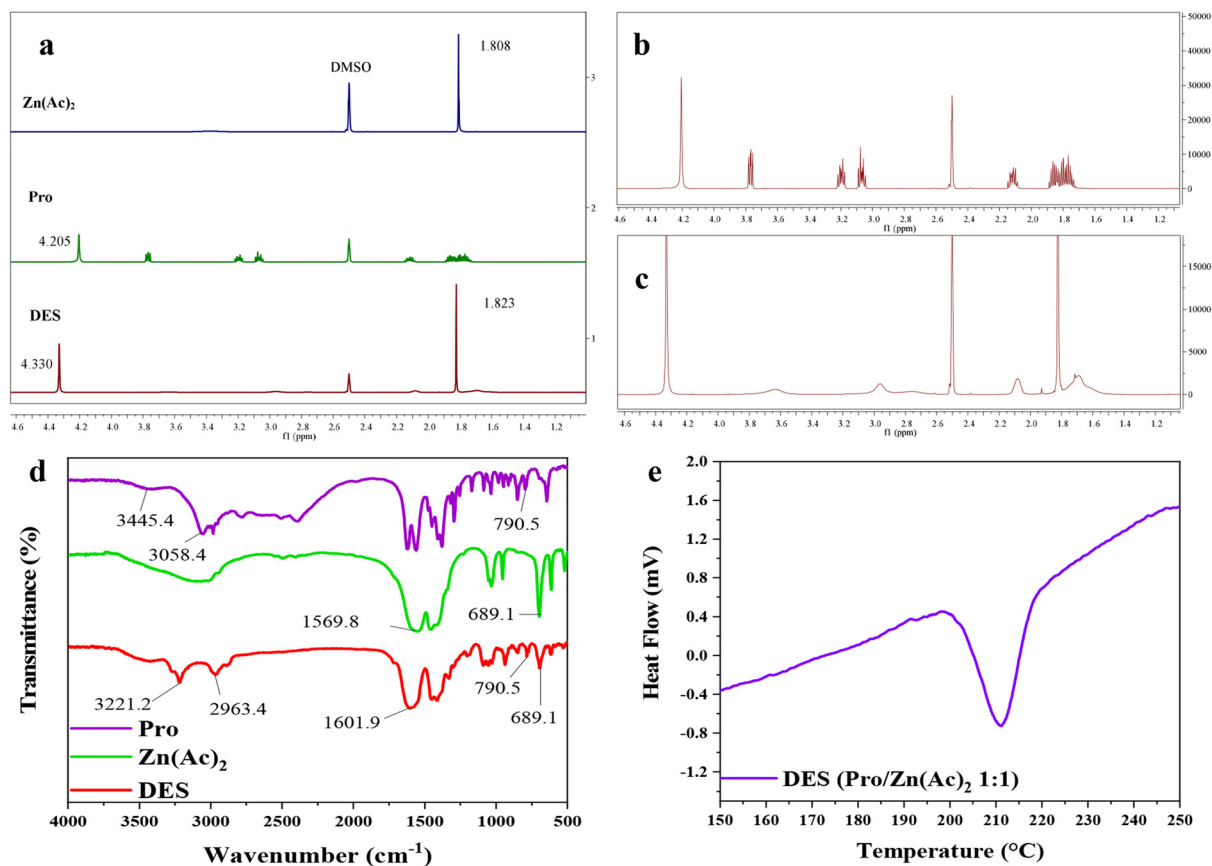 a
1.808
DMSO
3
Zn(Ac)2
Pro
2
4.205
DES
1.823
4.330
1
4.6 4.4 4.2 4.0 3.8 3.6 3.4 3.2 3.0 2.8 2.6 2.4 2.2 2.0 1.8 1.6 1.4 1.2
f1 (ppm)
b
50000
40000
30000
20000
10000
0
4.6 4.4 4.2 4.0 3.8 3.6 3.4 3.2 3.0 2.8 2.6 2.4 2.2 2.0 1.8 1.6 1.4 1.2
f1 (ppm)
c
15000
10000
5000
0
4.6 4.4 4.2 4.0 3.8 3.6 3.4 3.2 3.0 2.8 2.6 2.4 2.2 2.0 1.8 1.6 1.4 1.2
f1 (ppm)
d
Transmittance (%)
3445.4
3058.4
790.5
1569.8
689.1
3221.2
2963.4
1601.9
790.5
689.1
Pro
Zn(Ac)2
DES
4000 3500 3000 2500 2000 1500 1000 500
Wavenumber (cm-1)
e
Heat Flow (mV)
2.0
1.6
1.2
0.8
0.4
0.0
-0.4
-0.8
-1.2
DES (Pro/Zn(Ac)2 1:1)
150 160 170 180 190 200 210 220 230 240 250
Temperature (°C)